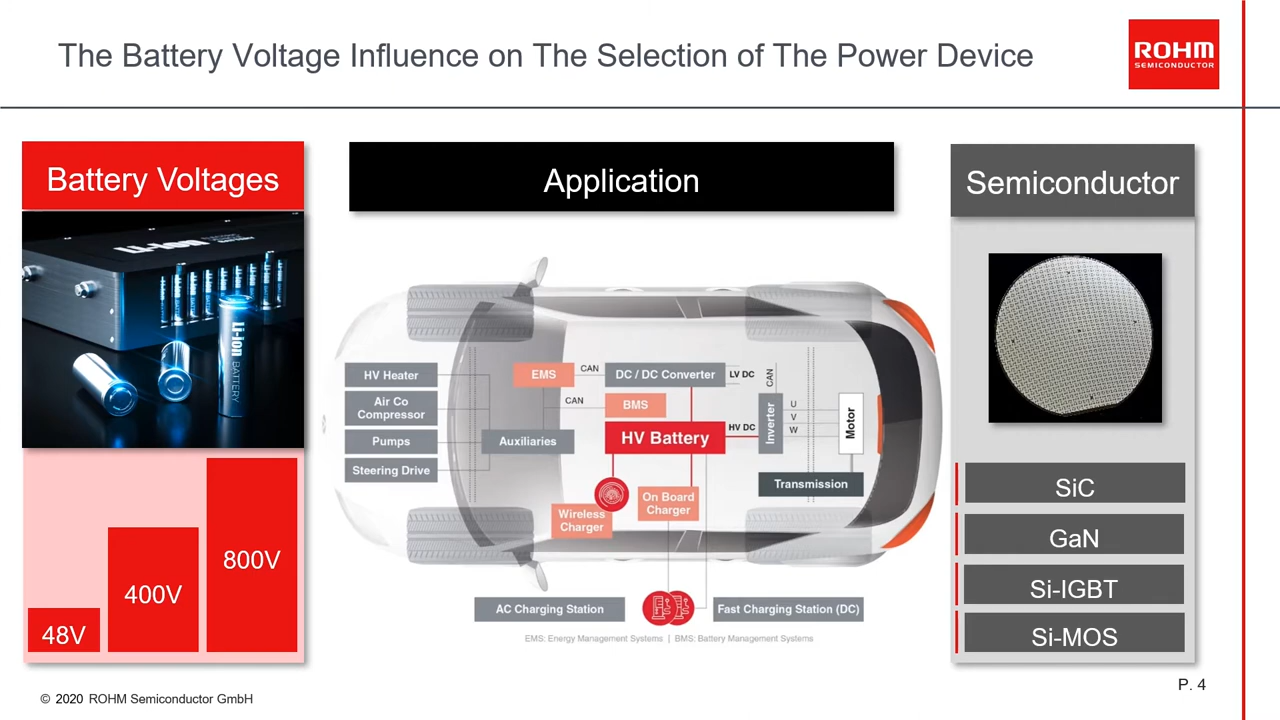 The Battery Voltage Influence on The Selection of The Power Device
ROHM
SEMICONDUCTOR
Battery Voltages
Li-ion
Li-ion
BATTERY
48V
400V
800V
Application
HV Heater
Air Co
Compressor
Pumps
Steering Drive
Auxiliaries
EMS
CAN
CAN
DC / DC Converter
LV DC
CAN
BMS
HV Battery
HV DC
Inverter
U
V
W
Motor
Transmission
Wireless
Charger
On Board
Charger
AC Charging Station
Fast Charging Station (DC)
EMS: Energy Management Systems | BMS: Battery Management Systems
Semiconductor
SiC
GaN
Si-IGBT
Si-MOS
P. 4
© 2020 ROHM Semiconductor GmbH